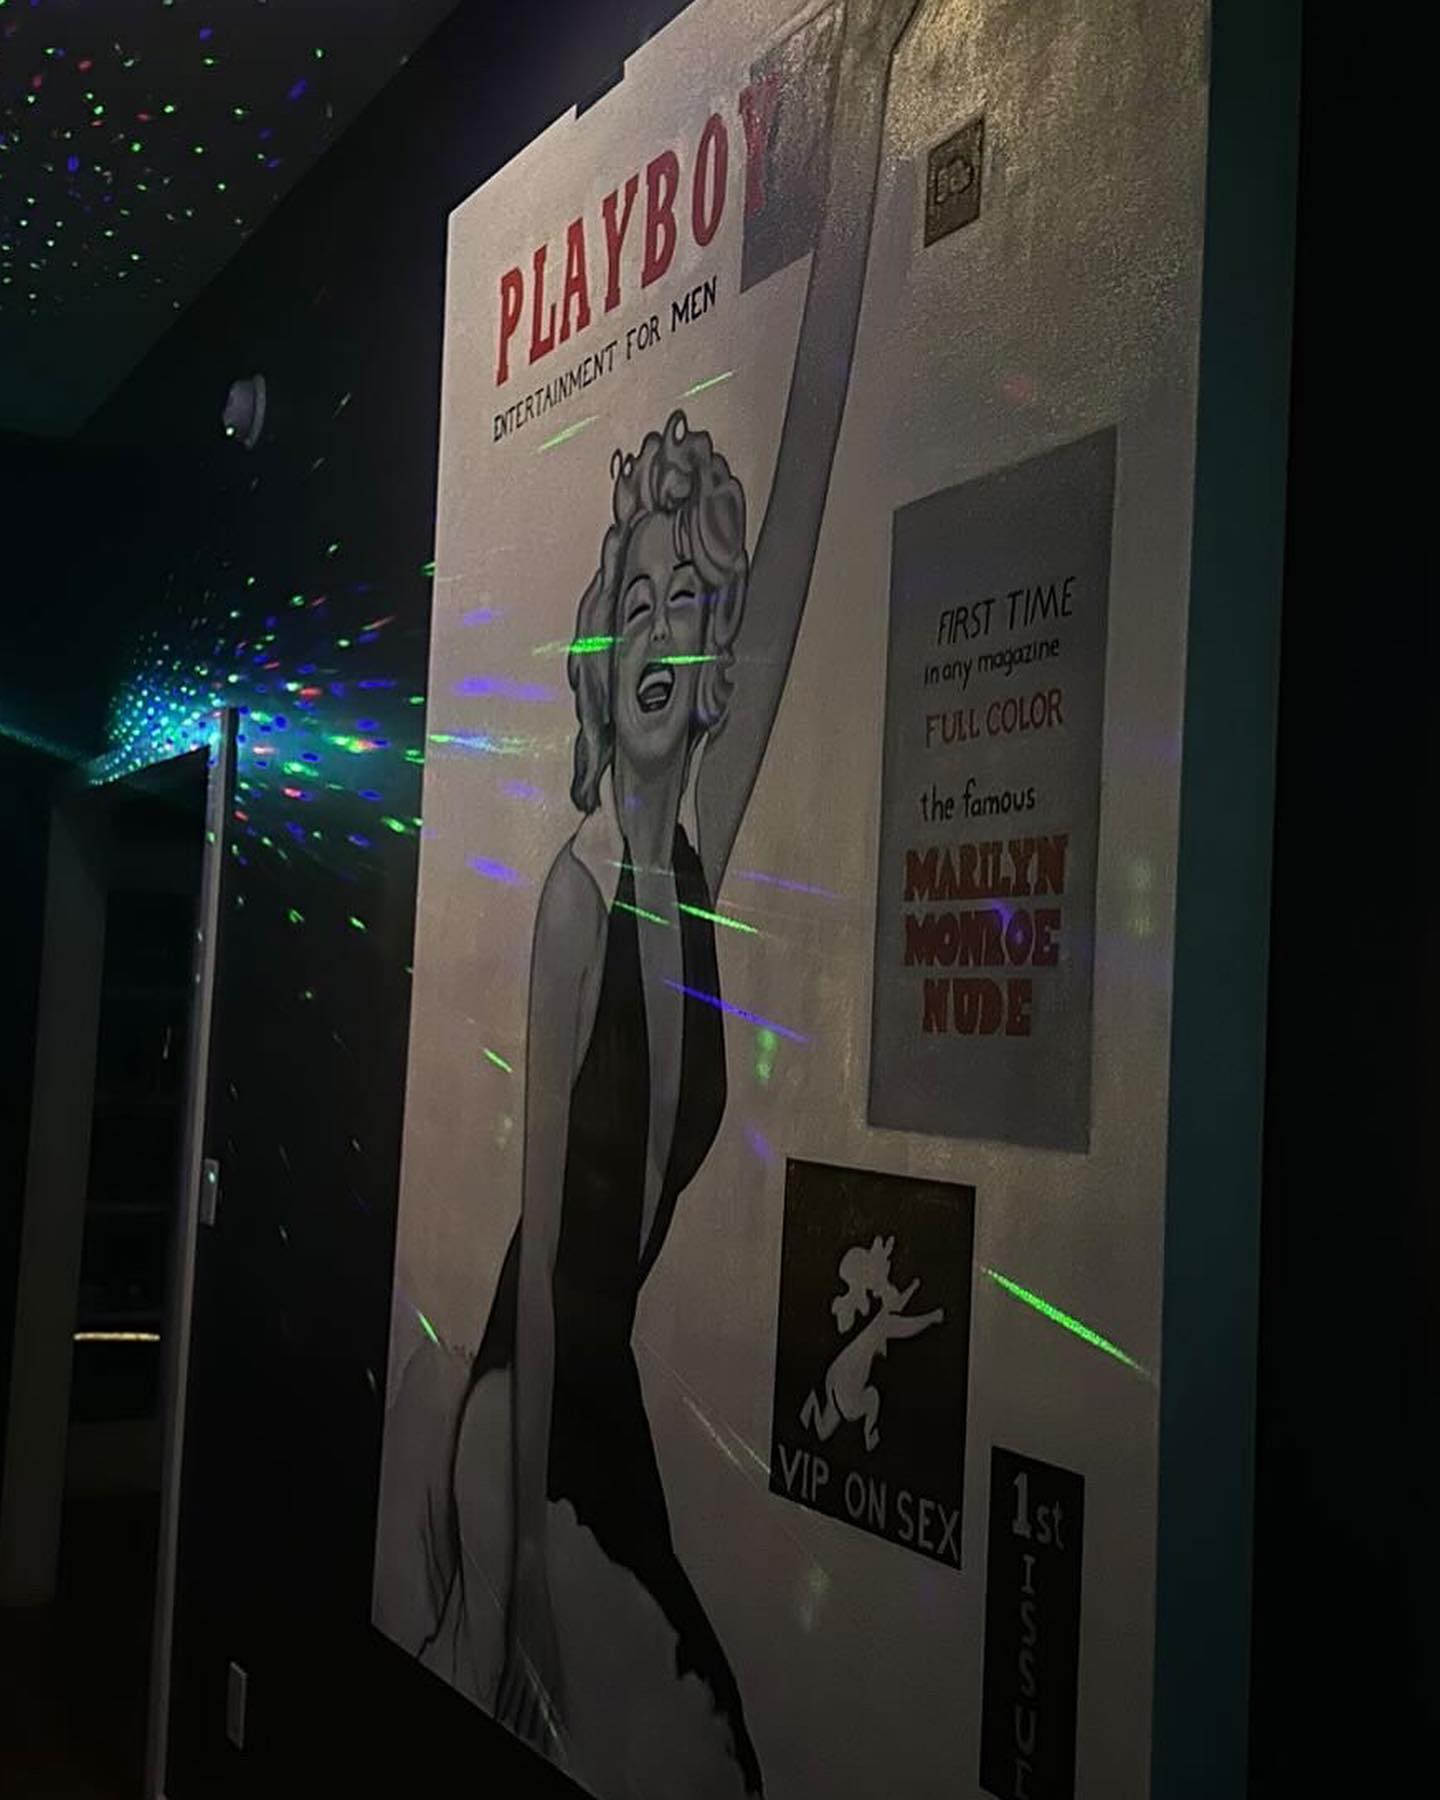 PLAYBOY
ENTERTAINMENT FOR MEN
FIRST TIME
in any magazine
FULL COLOR
the famous
MARILYN
MONROE
NUDE
VIP ON SEX
1st
ISSUE